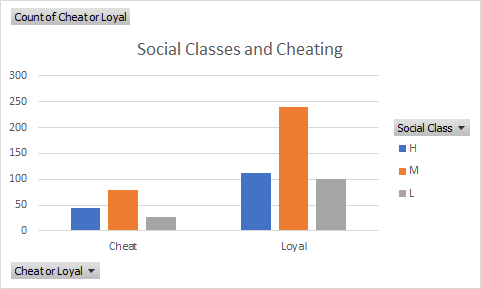 Count of Cheat or Loyal
Social Classes and Cheating
300
250
200
150
100
50
0
Cheat
Loyal
Social Class
H
M
L
Cheat or Loyal